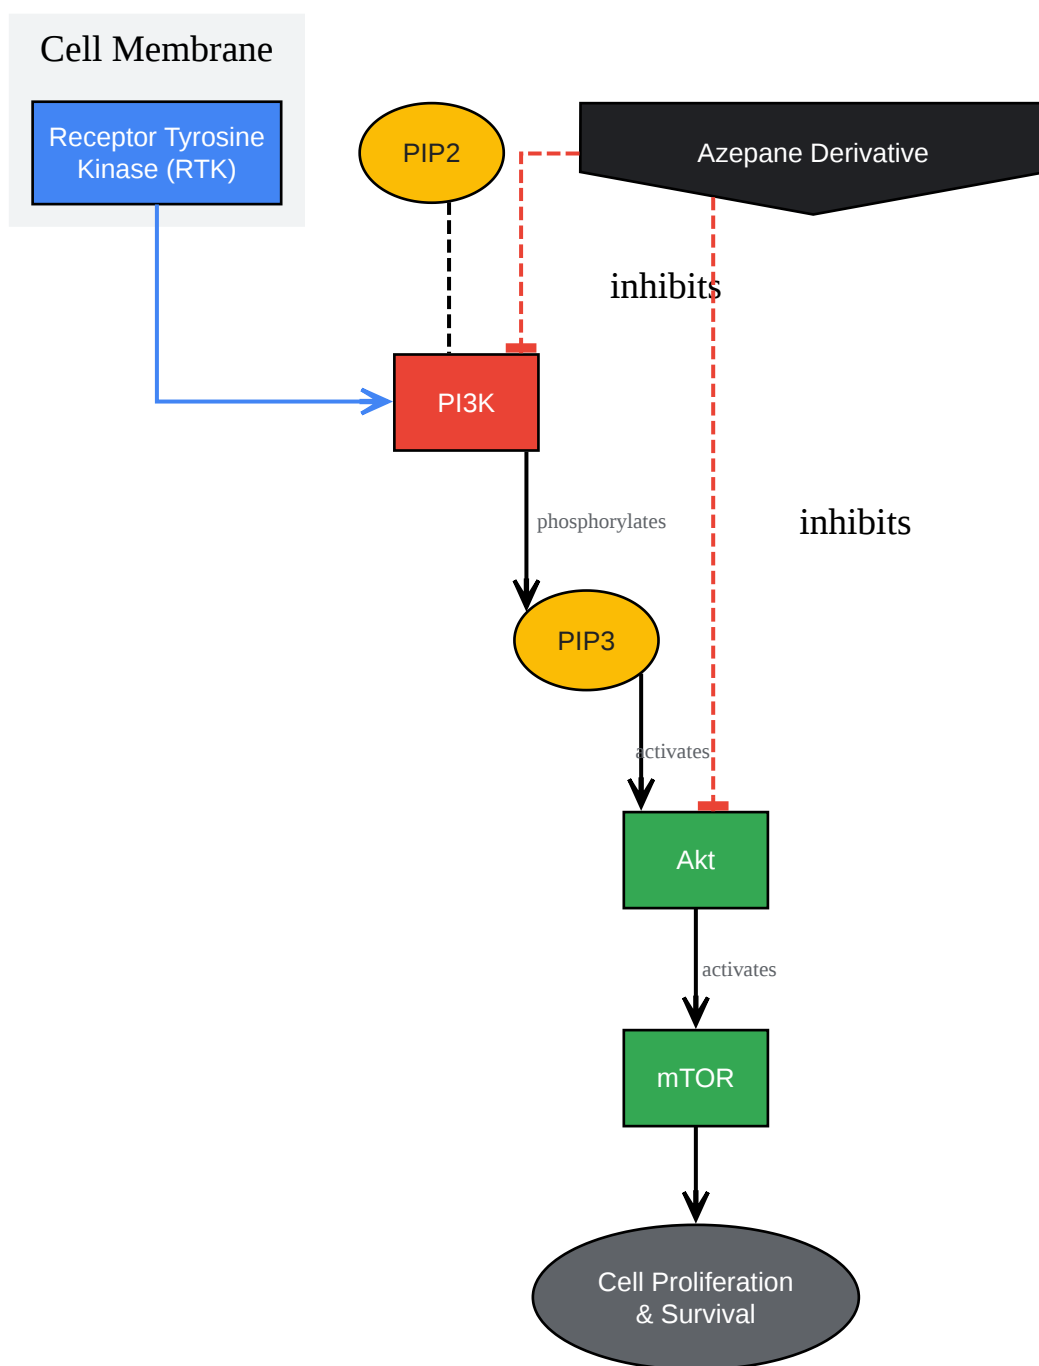 Cell Membrane
Receptor Tyrosine
Kinase (RTK)
PIP2
Azepane Derivative
inhibits
PI3K
phosphorylates
inhibits
PIP3
activates
Akt
activates
mTOR
Cell Proliferation
& Survival